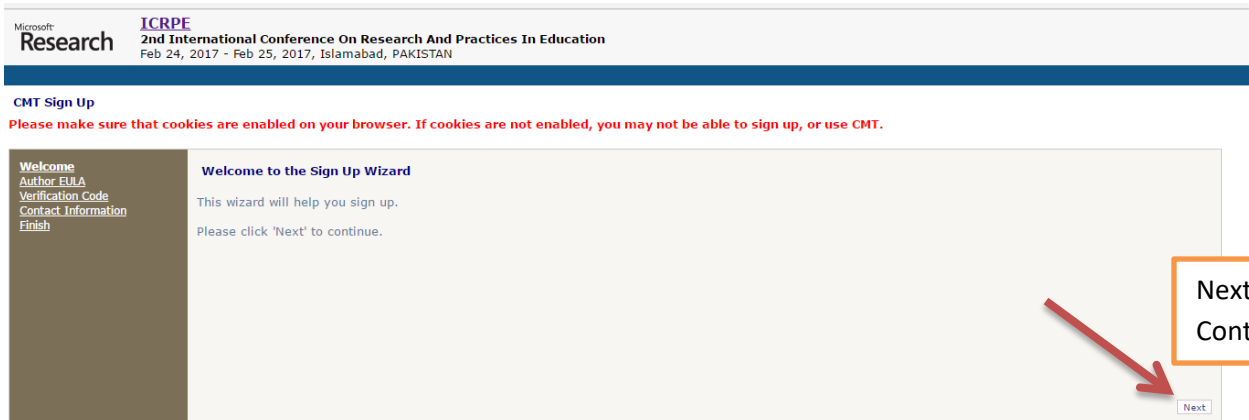 Microsoft
Research
ICRPE
2nd International Conference On Research And Practices In Education
Feb 24, 2017 - Feb 25, 2017, Islamabad, PAKISTAN
CMT Sign Up
Please make sure that cookies are enabled on your browser. If cookies are not enabled, you may not be able to sign up, or use CMT.
Welcome
Author EULA
Verification Code
Contact Information
Finish
Welcome to the Sign Up Wizard
This wizard will help you sign up.
Please click 'Next' to continue.
Next
Cont
Next